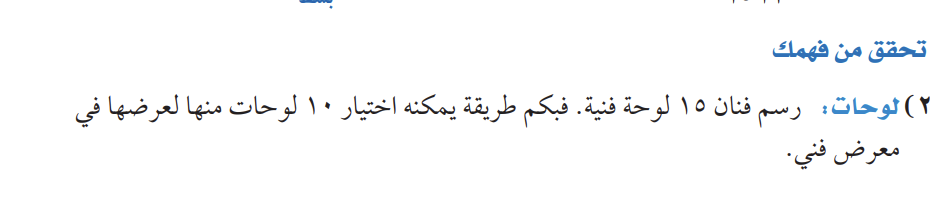 تحقق من فهمك
٢) لوحات: رسم فنان ١٥ لوحة فنية. فبكم طريقة يمكنه اختيار ١٠ لوحات منها لعرضها في
معرض فني.